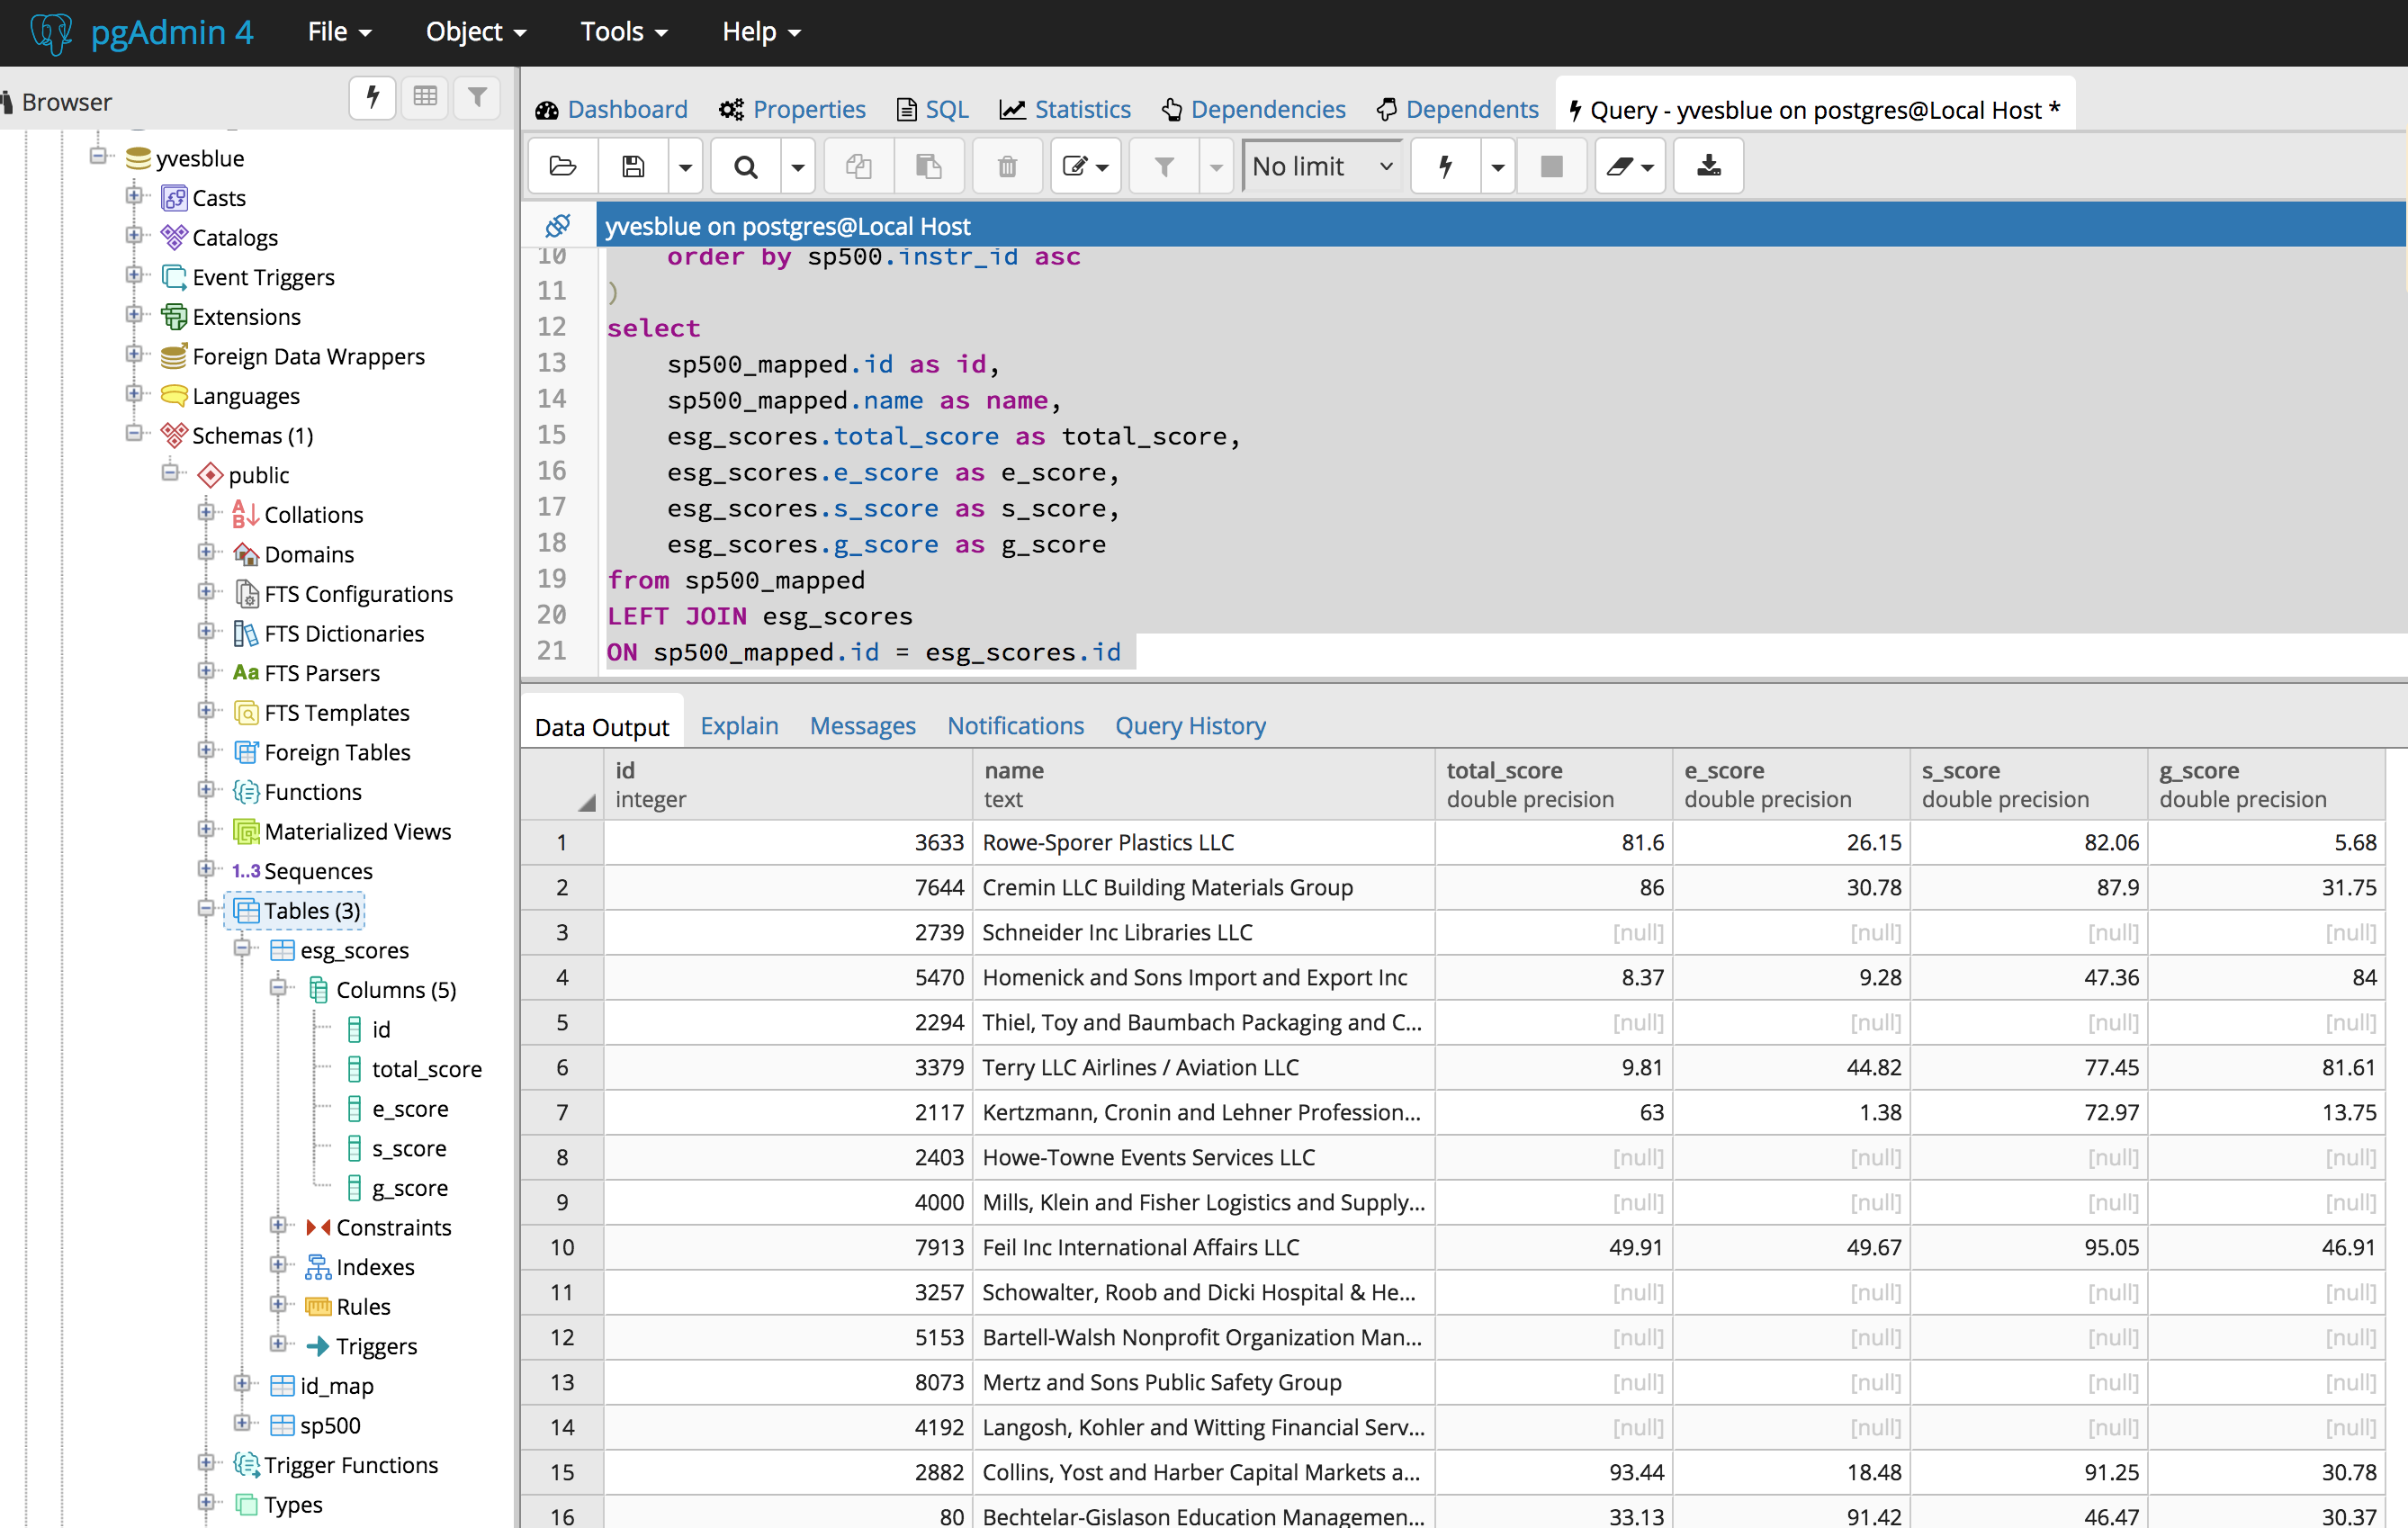 pgAdmin 4 File Object Tools Help
Browser
Dashboard Properties SQL Statistics Dependencies Dependents Query - yvesblue on postgres@Local Host *
No limit
yvesblue on postgres@Local Host
yvesblue
Casts
Catalogs
Event Triggers
Extensions
Foreign Data Wrappers
Languages
Schemas (1)
public
Collations
Domains
FTS Configurations
FTS Dictionaries
Aa FTS Parsers
FTS Templates
Foreign Tables
Functions
Materialized Views
1..3 Sequences
Tables (3)
esg_scores
Columns (5)
id
total_score
e_score
s_score
g_score
Constraints
Indexes
Rules
Triggers
id_map
sp500
Trigger Functions
Types
10 order by sp500.instr_id asc
11 )
12 select
13 sp500_mapped.id as id,
14 sp500_mapped.name as name,
15 esg_scores.total_score as total_score,
16 esg_scores.e_score as e_score,
17 esg_scores.s_score as s_score,
18 esg_scores.g_score as g_score
19 from sp500_mapped
20 LEFT JOIN esg_scores
21 ON sp500_mapped.id = esg_scores.id
Data Output Explain Messages Notifications Query History
id name total_score e_score s_score g_score
integer text double precision double precision double precision double precision
1 3633 Rowe-Sporer Plastics LLC 81.6 26.15 82.06 5.68
2 7644 Cremin LLC Building Materials Group 86 30.78 87.9 31.75
3 2739 Schneider Inc Libraries LLC [null] [null] [null] [null]
4 5470 Homenick and Sons Import and Export Inc 8.37 9.28 47.36 84
5 2294 Thiel, Toy and Baumbach Packaging and C... [null] [null] [null] [null]
6 3379 Terry LLC Airlines / Aviation LLC 9.81 44.82 77.45 81.61
7 2117 Kertzmann, Cronin and Lehner Profession... 63 1.38 72.97 13.75
8 2403 Howe-Towne Events Services LLC [null] [null] [null] [null]
9 4000 Mills, Klein and Fisher Logistics and Supply... [null] [null] [null] [null]
10 7913 Feil Inc International Affairs LLC 49.91 49.67 95.05 46.91
11 3257 Schowalter, Roob and Dicki Hospital & He... [null] [null] [null] [null]
12 5153 Bartell-Walsh Nonprofit Organization Man... [null] [null] [null] [null]
13 8073 Mertz and Sons Public Safety Group [null] [null] [null] [null]
14 4192 Langosh, Kohler and Witting Financial Serv... [null] [null] [null] [null]
15 2882 Collins, Yost and Harber Capital Markets a... 93.44 18.48 91.25 30.78
16 80 Bechtelar-Gislason Education Managemen... 33.13 91.42 46.47 30.37